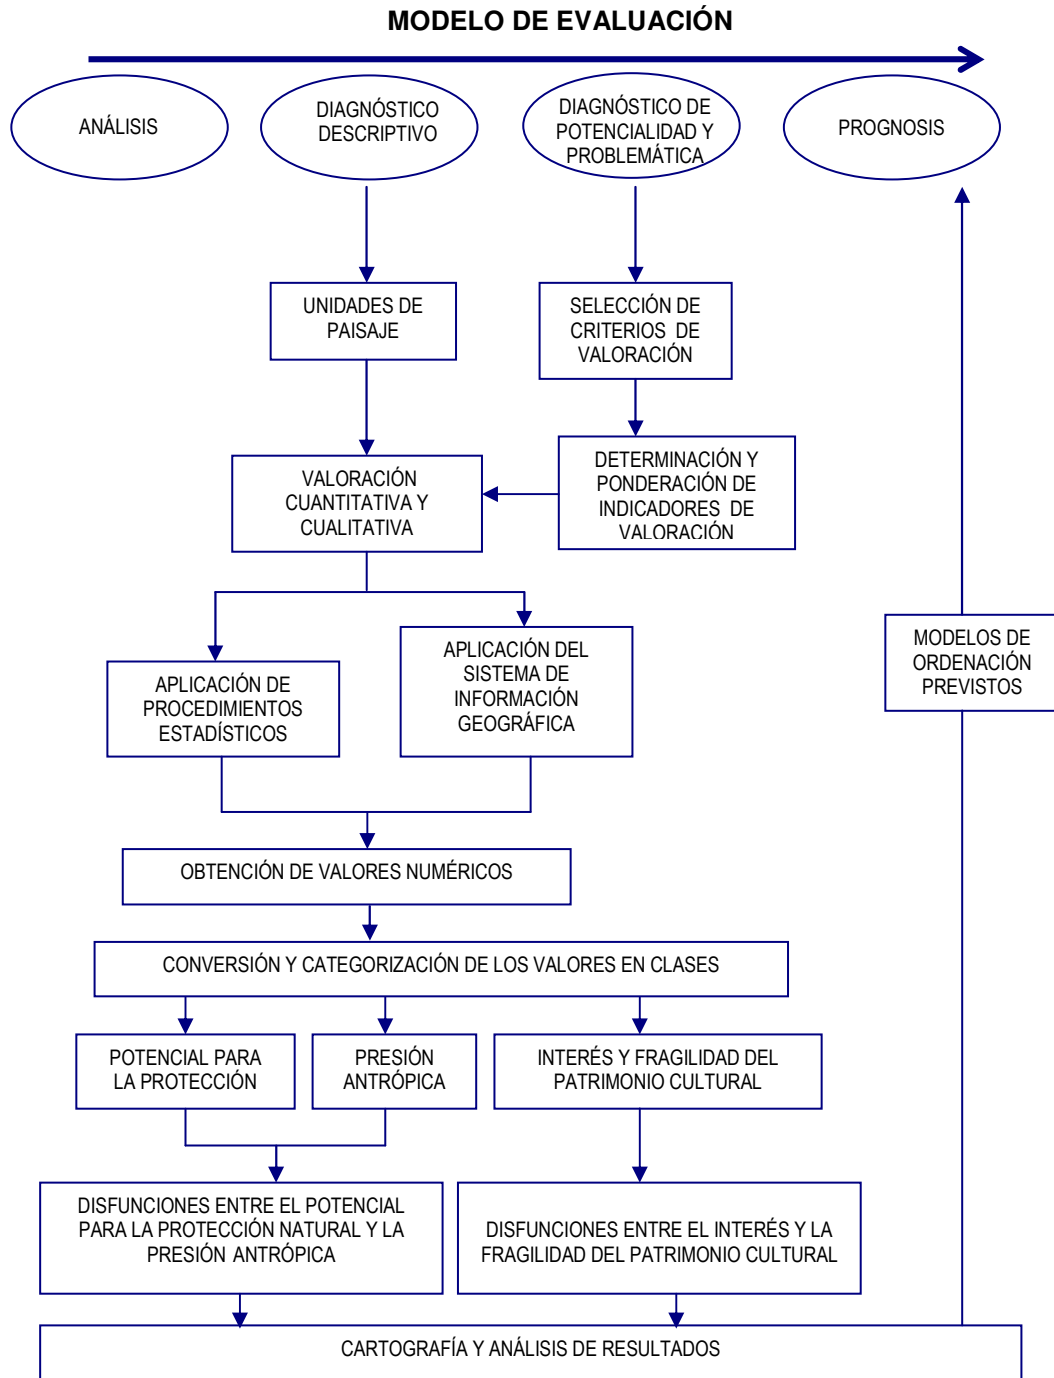 MODELO DE EVALUACIÓN
ANÁLISIS
DIAGNÓSTICO
DESCRIPTIVO
DIAGNÓSTICO DE
POTENCIALIDAD Y
PROBLEMÁTICA
PROGNOSIS
UNIDADES DE
PAISAJE
SELECCIÓN DE
CRITERIOS DE
VALORACIÓN
VALORACIÓN
CUANTITATIVA Y
CUALITATIVA
DETERMINACIÓN Y
PONDERACIÓN DE
INDICADORES DE
VALORACIÓN
APLICACIÓN DE
PROCEDIMIENTOS
ESTADÍSTICOS
APLICACIÓN DEL
SISTEMA DE
INFORMACIÓN
GEOGRÁFICA
MODELOS DE
ORDENACIÓN
PREVISTOS
OBTENCIÓN DE VALORES NUMÉRICOS
CONVERSIÓN Y CATEGORIZACIÓN DE LOS VALORES EN CLASES
POTENCIAL PARA
LA PROTECCIÓN
PRESIÓN
ANTRÓPICA
INTERÉS Y FRAGILIDAD DEL
PATRIMONIO CULTURAL
DISFUNCIONES ENTRE EL POTENCIAL
PARA LA PROTECCIÓN NATURAL Y LA
PRESIÓN ANTRÓPICA
DISFUNCIONES ENTRE EL INTERÉS Y LA
FRAGILIDAD DEL PATRIMONIO CULTURAL
CARTOGRAFÍA Y ANÁLISIS DE RESULTADOS